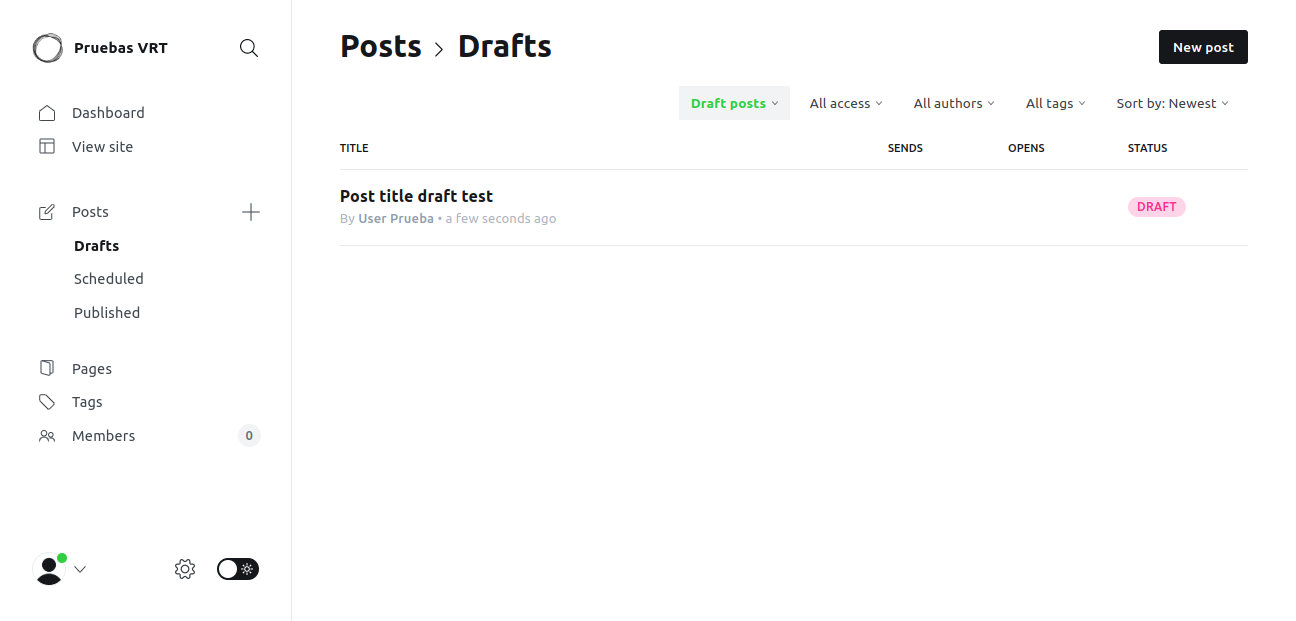 Pruebas VRT
Dashboard
View site
Posts
Drafts
Scheduled
Published
Pages
Tags
Members 0
Posts › Drafts
New post
Draft posts All access All authors All tags Sort by: Newest
TITLE SENDS OPENS STATUS
Post title draft test
By User Prueba • a few seconds ago
DRAFT